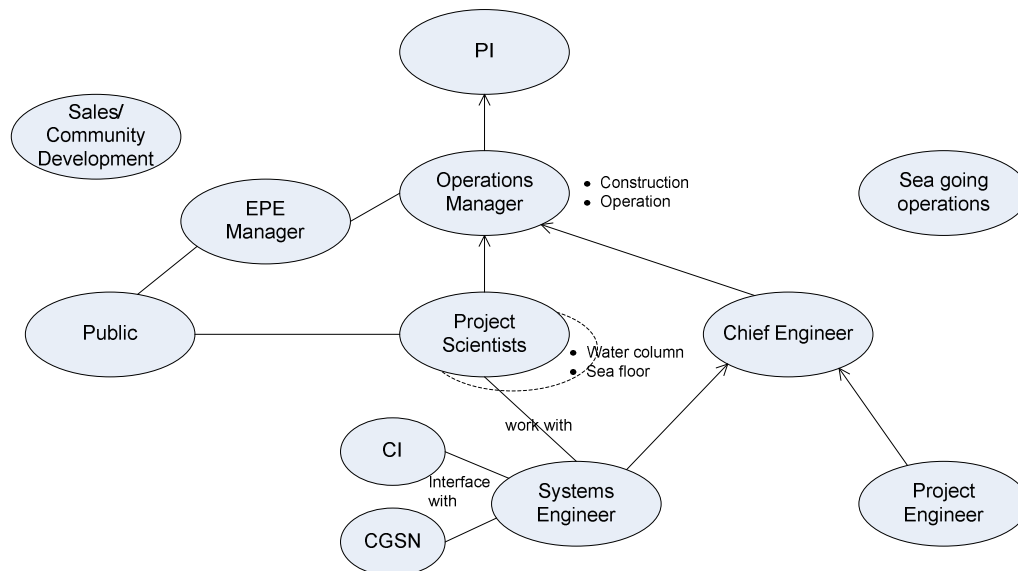 PI
Sales/
Community
Development
Operations
Manager
• Construction
• Operation
Sea going
operations
EPE
Manager
Public
Project
Scientists
• Water column
• Sea floor
Chief Engineer
work with
CI
Interface
with
Systems
Engineer
Project
Engineer
CGSN